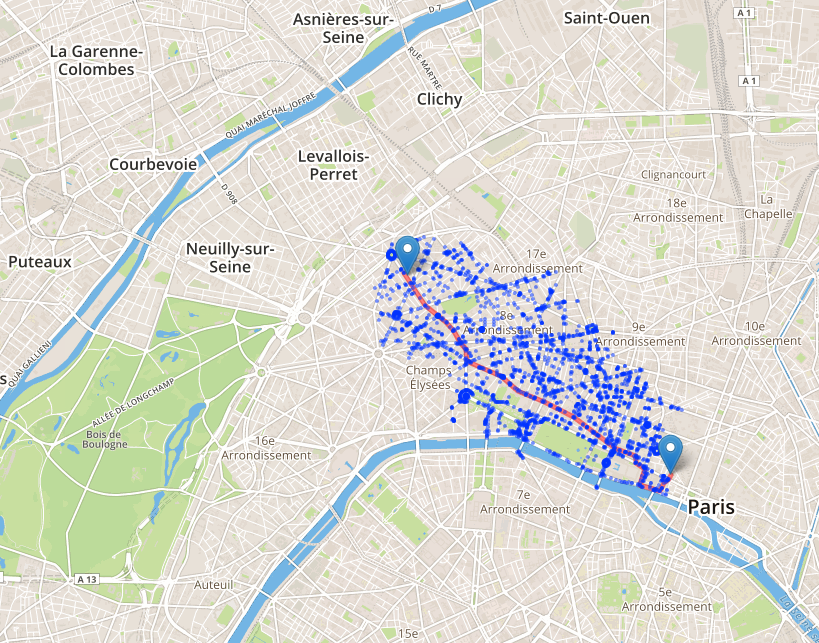 D 7
A 1
Asnières-sur-
Seine
Saint-Ouen
La Garenne-
Colombes
RUE MARTRE
A 1
Clichy
QUAI MARÉCHAL JOFFRE
Courbevoie
Levallois-
Perret
Clignancourt
D 908
18e
Arrondissement
La
Chapelle
Puteaux
Neuilly-sur-
Seine
17e
Arrondissement
8e
Arrondissement
9e
Arrondissement
10e
Arrondissement
QUAI GALLIENI
Champs
Élysées
ALLÉE DE LONGCHAMP
Bois de
Boulogne
16e
Arrondissement
7e
Arrondissement
Paris
A 13
Auteuil
5e
Arrondissement
15e